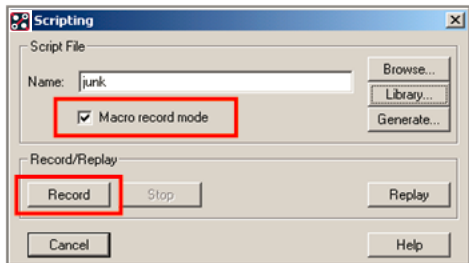 Scripting
Script File
Name: junk
Browse...
Library...
Macro record mode
Generate...
Record/Replay
Record Stop Replay
Cancel Help